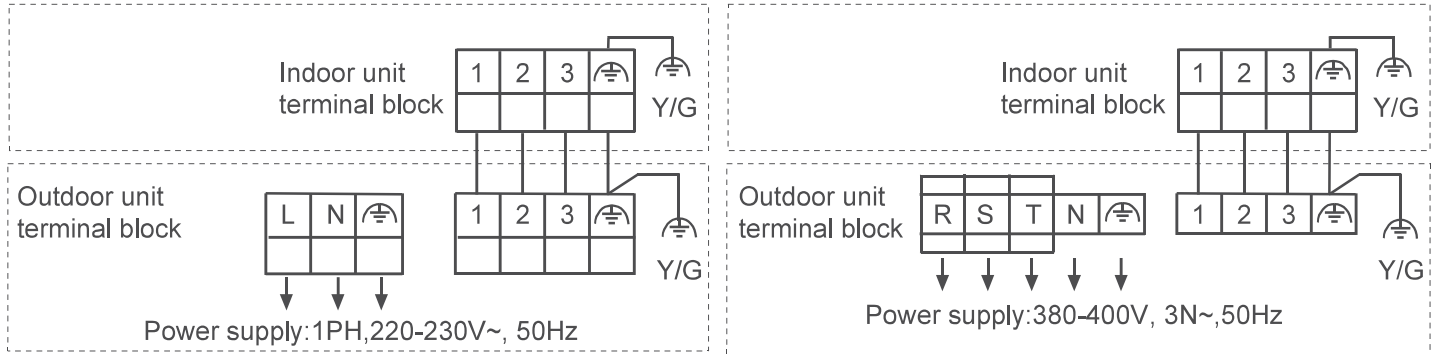 Indoor unit
terminal block
1 2 3
Y/G
Outdoor unit
terminal block
L N
1 2 3
Y/G
Power supply:1PH,220-230V~, 50Hz
Indoor unit
terminal block
1 2 3
Y/G
Outdoor unit
terminal block
R S T N
1 2 3
Y/G
Power supply:380-400V, 3N~,50Hz